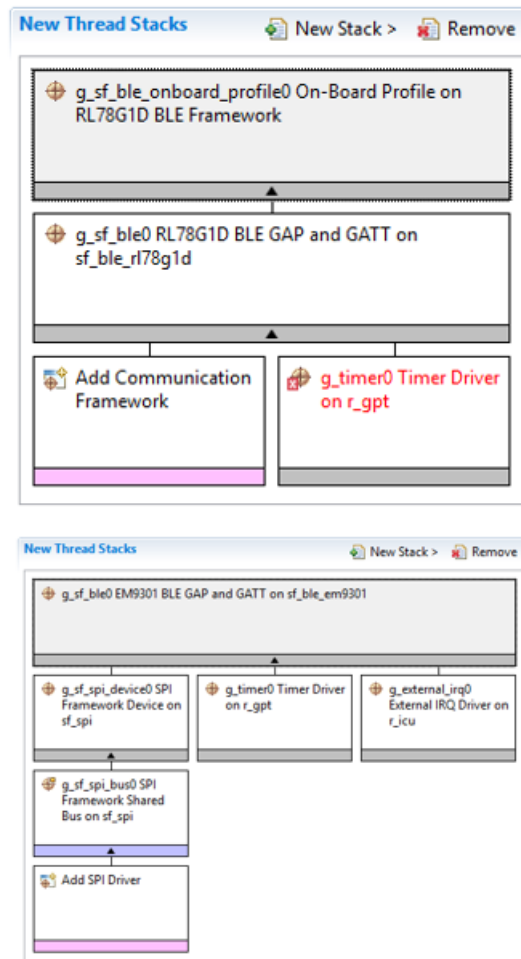 New Thread Stacks
New Stack >
Remove
g_sf_ble_onboard_profile0 On-Board Profile on
RL78G1D BLE Framework
g_sf_ble0 RL78G1D BLE GAP and GATT on
sf_ble_rl78g1d
Add Communication
Framework
g_timer0 Timer Driver
on r_gpt
New Thread Stacks
New Stack >
Remove
g_sf_ble0 EM9301 BLE GAP and GATT on sf_ble_em9301
g_sf_spi_device0 SPI
Framework Device on
sf_spi
g_timer0 Timer Driver
on r_gpt
g_external_irq0
External IRQ Driver on
r_icu
g_sf_spi_bus0 SPI
Framework Shared
Bus on sf_spi
Add SPI Driver